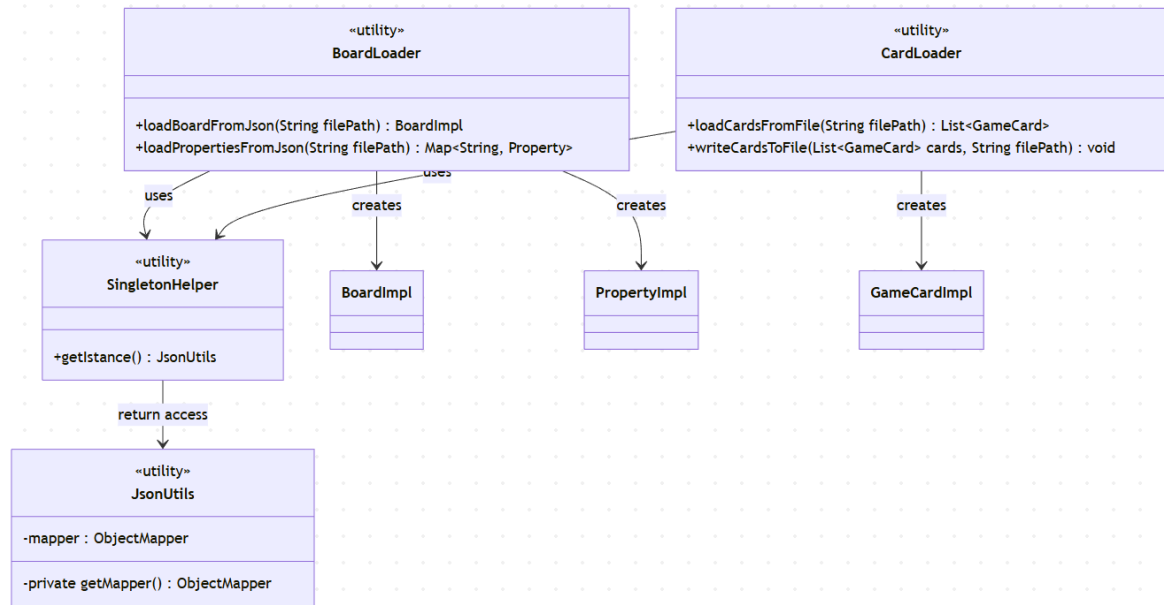 «utility»
BoardLoader
+loadBoardFromJson(String filePath) : BoardImpl
+loadPropertiesFromJson(String filePath) : Map<String, Property>
«utility»
CardLoader
+loadCardsFromFile(String filePath) : List<GameCard>
+writeCardsToFile(List<GameCard> cards, String filePath) : void
uses
uses
creates
creates
creates
«utility»
SingletonHelper
+getIstance() : JsonUtils
BoardImpl
PropertyImpl
GameCardImpl
return access
«utility»
JsonUtils
-mapper : ObjectMapper
-private getMapper() : ObjectMapper